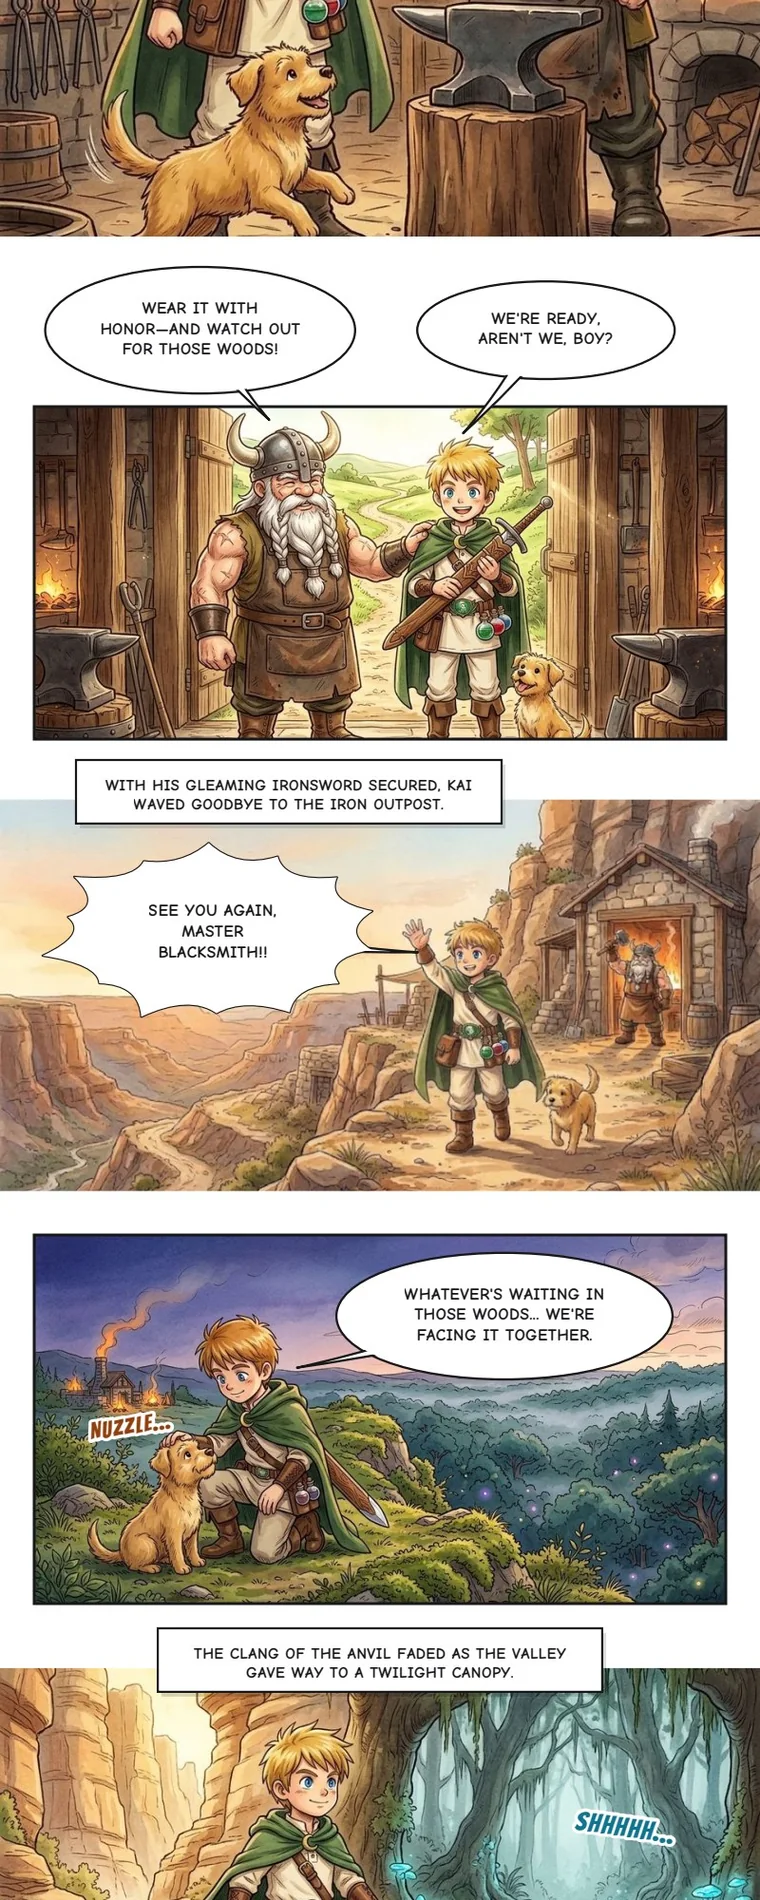 WEAR IT WITH
HONOR—AND WATCH OUT
FOR THOSE WOODS!
WE'RE READY,
AREN'T WE, BOY?
WITH HIS GLEAMING IRONSWORD SECURED, KAI
WAVED GOODBYE TO THE IRON OUTPOST.
SEE YOU AGAIN,
MASTER
BLACKSMITH!!
WHATEVER'S WAITING IN
THOSE WOODS... WE'RE
FACING IT TOGETHER.
NUZZLE...
THE CLANG OF THE ANVIL FADED AS THE VALLEY
GAVE WAY TO A TWILIGHT CANOPY.
SHHHHH...